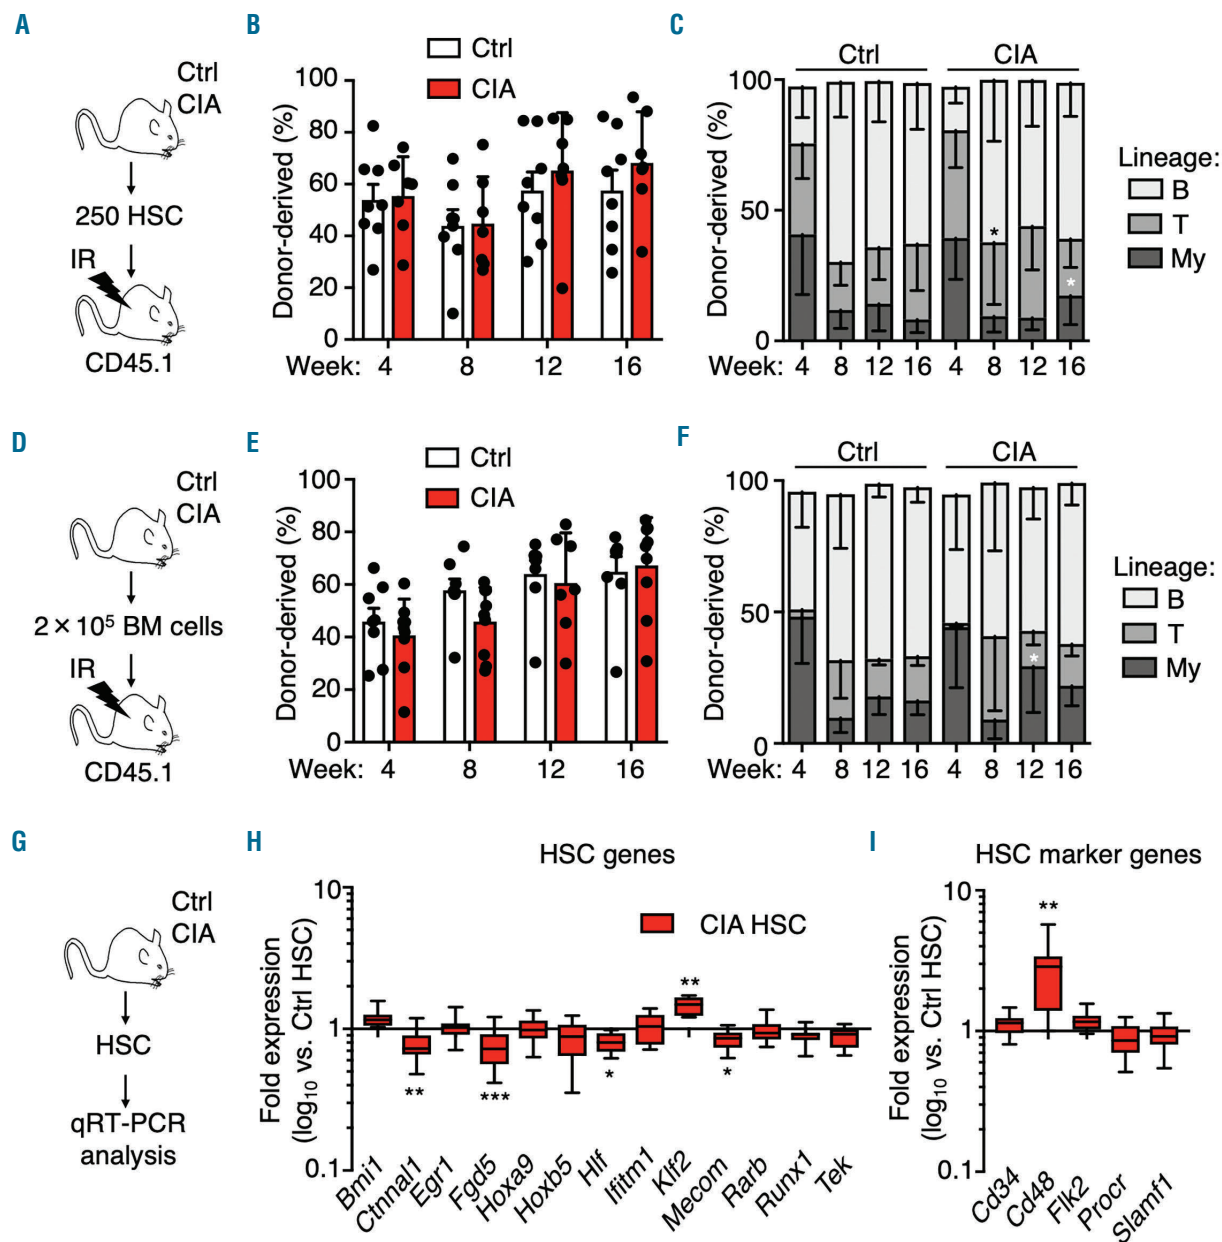 A
Ctrl
CIA
250 HSC
IR
CD45.1
B
Ctrl
CIA
Donor-derived (%)
100
80
60
40
20
0
Week: 4 8 12 16
C
Ctrl CIA
Donor-derived (%)
100
50
0
*
*
4 8 12 16 4 8 12 16
Lineage:
B
T
My
D
Ctrl
CIA
2 × 10⁵ BM cells
IR
CD45.1
E
Ctrl
CIA
Donor-derived (%)
100
80
60
40
20
0
Week: 4 8 12 16
F
Ctrl CIA
Donor-derived (%)
100
50
0
*
4 8 12 16 4 8 12 16
Lineage:
B
T
My
G
Ctrl
CIA
HSC
qRT-PCR
analysis
H
HSC genes
CIA HSC
Fold expression
(log₁₀ vs. Ctrl HSC)
10
1
0.1
** *** * ** *
Bmi1 Ctnnal1 Egr1 Fgd5 Hoxa9 Hoxb5 Hlf Ifitm1 Klf2 Mecom Rarb Runx1 Tek
I
HSC marker genes
Fold expression
(log₁₀ vs. Ctrl HSC)
10
1
0.1
**
Cd34 Cd48 Flk2 Procr Slamf1